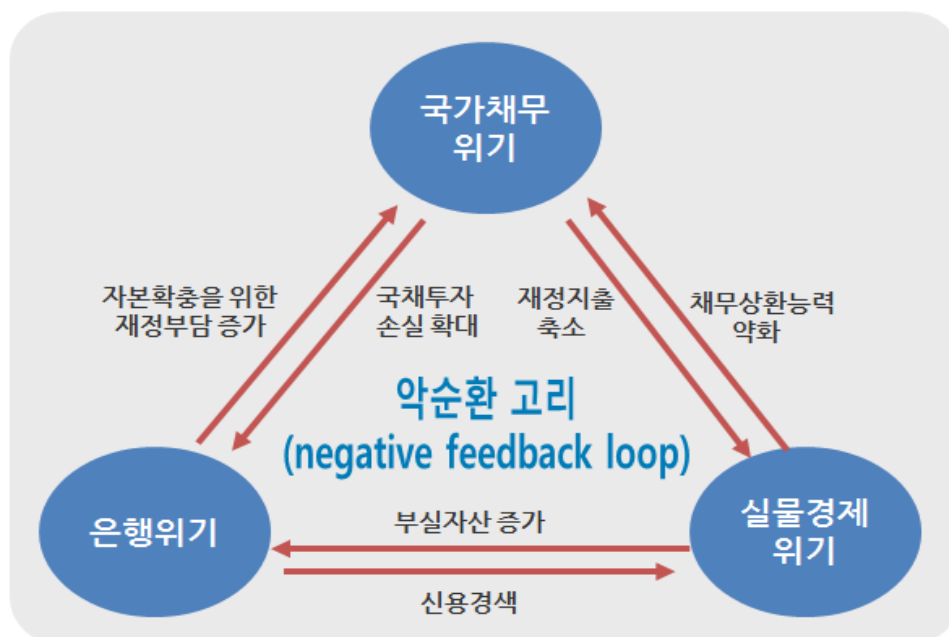 국가채무
위기
자본확충을 위한
재정부담 증가
국채투자
손실 확대
재정지출
축소
채무상환능력
약화
악순환 고리
(negative feedback loop)
은행위기
부실자산 증가
신용경색
실물경제
위기